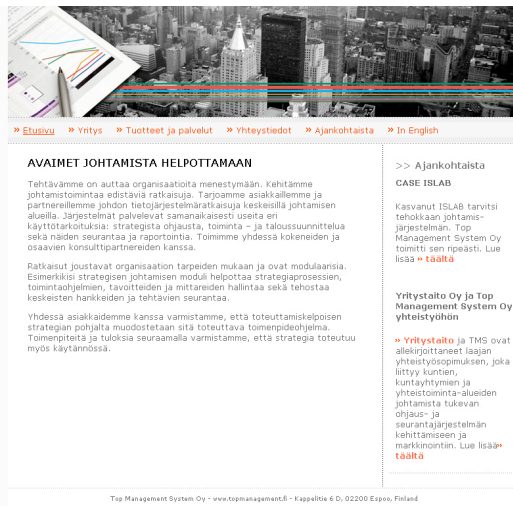 » Etusivu » Yritys » Tuotteet ja palvelut » Yhteystiedot » Ajankohtaista » In English
AVAIMET JOHTAMISTA HELPOTTAMAAN
Tehtävämme on auttaa organisaatioita menestymään. Kehitämme
johtamistoimintaa edistäviä ratkaisuja. Tarjoamme asiakkaillemme ja
partnereillemme johdon tietojärjestelmäratkaisuja keskeisillä johtamisen
alueilla. Järjestelmät palvelevat samanaikaisesti useita eri
käyttötarkoituksia: strategista ohjausta, toiminta - ja taloussuunnittelua
sekä näiden seurantaa ja raportointia. Toimimme yhdessä kokeneiden ja
osaavien konsulttipartnereiden kanssa.
Ratkaisut joustavat organisaation tarpeiden mukaan ja ovat modulaarisia.
Esimerkikisi strategisen johtamisen moduli helpottaa strategiaprosessien,
toimintaohjelmien, tavoitteiden ja mittareiden hallintaa sekä tehostaa
keskeisten hankkeiden ja tehtävien seurantaa.
Yhdessä asiakkaidemme kanssa varmistamme, että toteuttamiskelpoisen
strategian pohjalta muodostetaan sitä toteuttava toimenpideohjelma.
Toimenpiteitä ja tuloksia seuraamalla varmistamme, että strategia toteutuu
myös käytännössä.
>> Ajankohtaista
CASE ISLAB
Kasvanut ISLAB tarvitsi
tehokkaan johtamis-
järjestelmän. Top
Management System Oy
toimitti sen ripeästi. Lue
lisää » täältä
Yritystaito Oy ja Top
Management System Oy
yhteistyöhön
» Yritystaito ja TMS ovat
allekirjoittaneet laajan
yhteistyösopimuksen, joka
liittyy kuntien,
kuntayhtymien ja
yhteistoiminta-alueiden
johtamista tukevan
ohjaus- ja
seurantajärjestelmän
kehittämiseen ja
markkinointiin. Lue lisää»
täältä
Top Management System Oy - www.topmanagement.fi - Kappelitie 6 D, 02200 Espoo, Finland